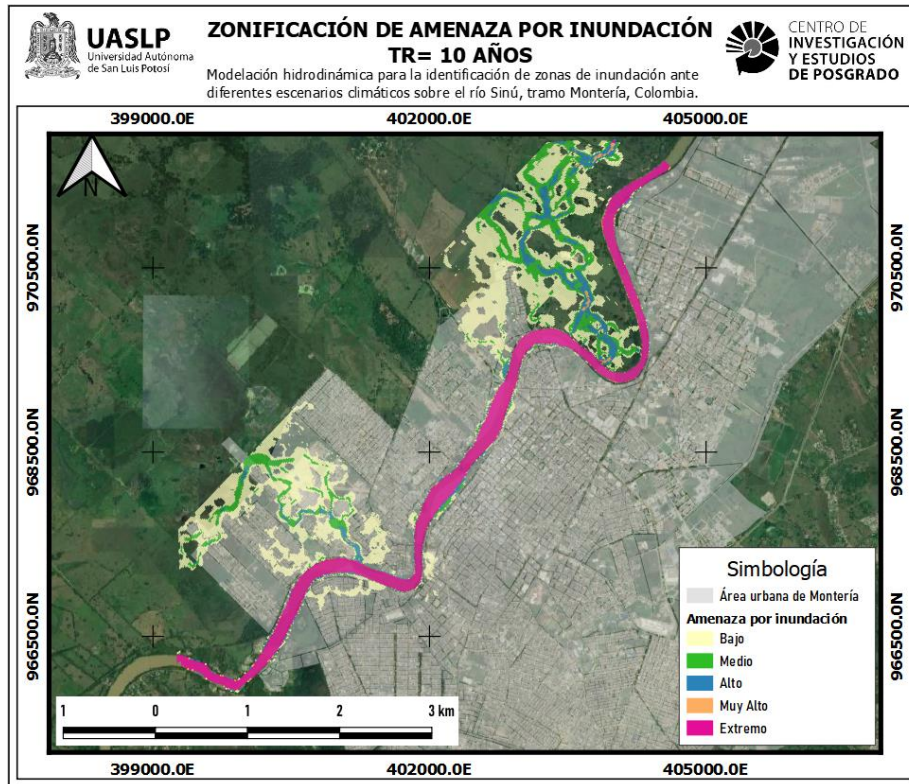 UASLP
Universidad Autónoma
de San Luis Potosí
ZONIFICACIÓN DE AMENAZA POR INUNDACIÓN
TR= 10 AÑOS
Modelación hidrodinámica para la identificación de zonas de inundación ante
diferentes escenarios climáticos sobre el río Sinú, tramo Montería, Colombia.
CENTRO DE
INVESTIGACIÓN
Y ESTUDIOS
DE POSGRADO
399000.0E
402000.0E
405000.0E
N
970500.0N
970500.0N
968500.0N
968500.0N
966500.0N
966500.0N
Simbología
Área urbana de Montería
Amenaza por inundación
Bajo
Medio
Alto
Muy Alto
Extremo
1 0 1 2 3 km
399000.0E
402000.0E
405000.0E